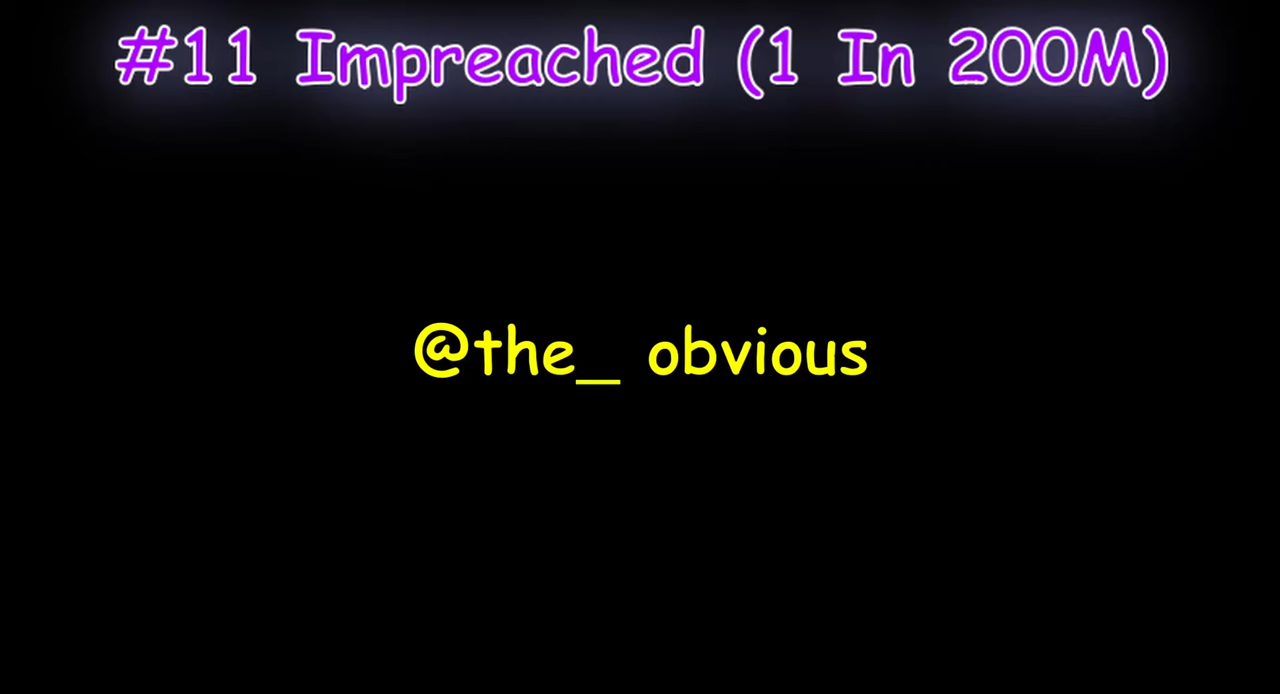 #11 Impreached (1 In 200M)
@the_ obvious